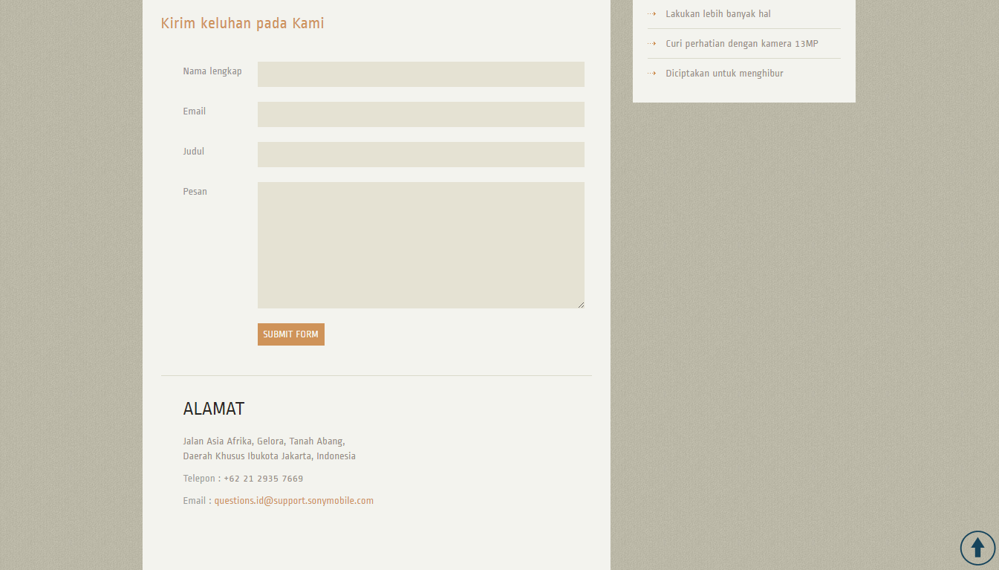 Kirim keluhan pada Kami
Nama lengkap
Email
Judul
Pesan
SUBMIT FORM
ALAMAT
Jalan Asia Afrika, Gelora, Tanah Abang,
Daerah Khusus Ibukota Jakarta, Indonesia
Telepon : +62 21 2935 7669
Email : questions.id@support.sonymobile.com
Lakukan lebih banyak hal
Curi perhatian dengan kamera 13MP
Diciptakan untuk menghibur